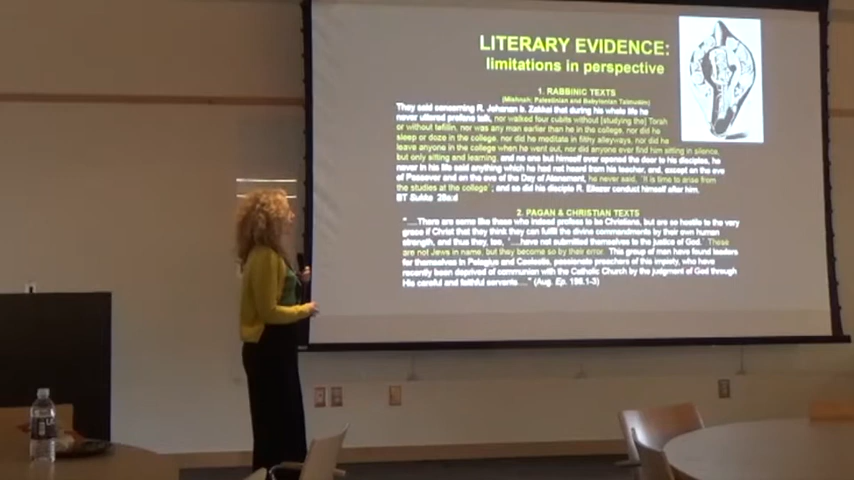 LITERARY EVIDENCE:
limitations in perspective
1. RABBINIC TEXTS
(Mishnah, Palestinian and Babylonian Talmudim)
They said concerning R. Johanan b. Zakkai that during his whole life he
never uttered profane talk, nor walked four cubits without [studying the] Torah
or without tefillin, nor was any man earlier than he in the college, nor did he
sleep or doze in the college, nor did he meditate in filthy alleyways, nor did he
leave anyone in the college when he went out, nor did anyone ever find him sitting in silence,
but only sitting and learning, and no one but himself ever opened the door to his disciples, he
never in his life said anything which he had not heard from his teacher, and, except on the eve
of Passover and on the eve of the Day of Atonement, he never said, 'It is time to arise from
the studies at the college'; and so did his disciple R. Eliezer conduct himself after him.
BT Sukka 28a:d
2. PAGAN & CHRISTIAN TEXTS
"....There are some like these who indeed profess to be Christians, but are so hostile to the very
grace if Christ that they think they can fulfill the divine commandments by their own human
strength, and thus they, too, '...have not submitted themselves to the justice of God.' These
are not Jews in name, but they become so by their error. This group of men have found leaders
for themselves in Pelagius and Coelestis, passionate preachers of this impiety, who have
recently been deprived of communion with the Catholic Church by the judgment of God through
His careful and faithful servants...." (Aug. Ep. 196.1-3)